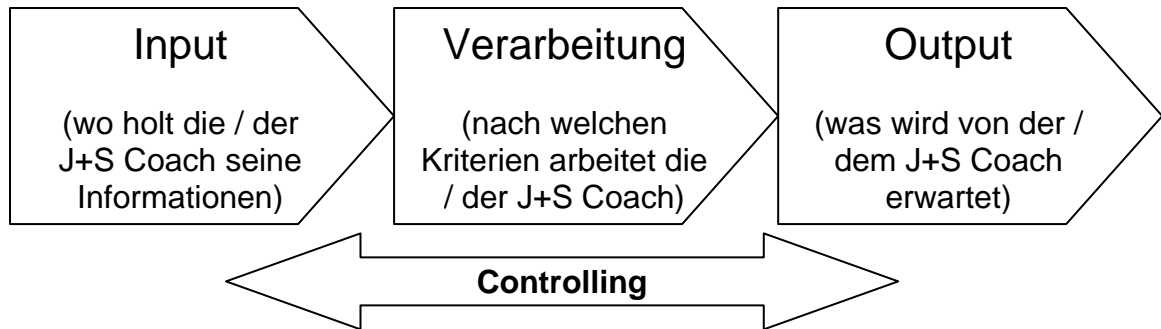 Input
(wo holt die / der
J+S Coach seine
Informationen)
Verarbeitung
(nach welchen
Kriterien arbeitet die
/ der J+S Coach)
Output
(was wird von der /
dem J+S Coach
erwartet)
Controlling